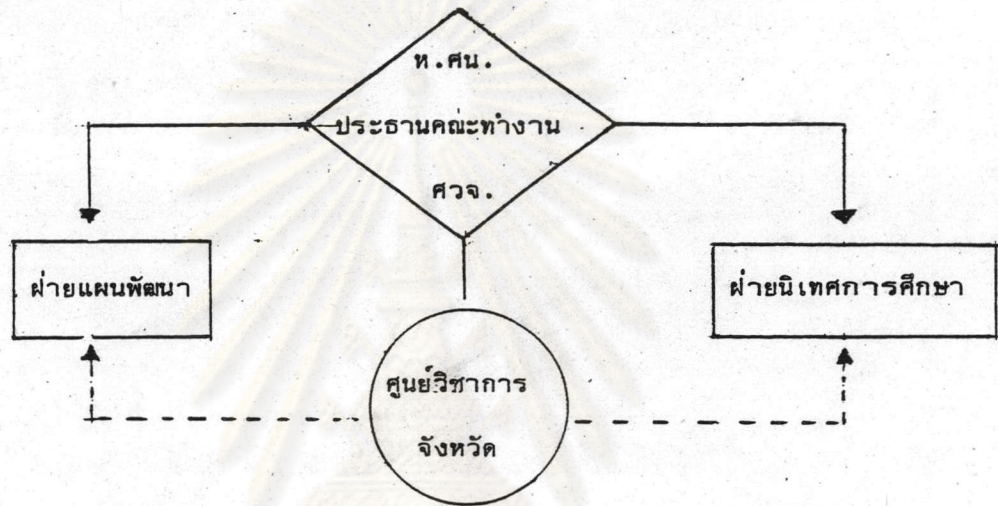 ห.ศน.
ประธานคณะทำงาน
ศวจ.
ฝ่ายแผนพัฒนา
ฝ่ายนิเทศการศึกษา
ศูนย์วิชาการ
จังหวัด